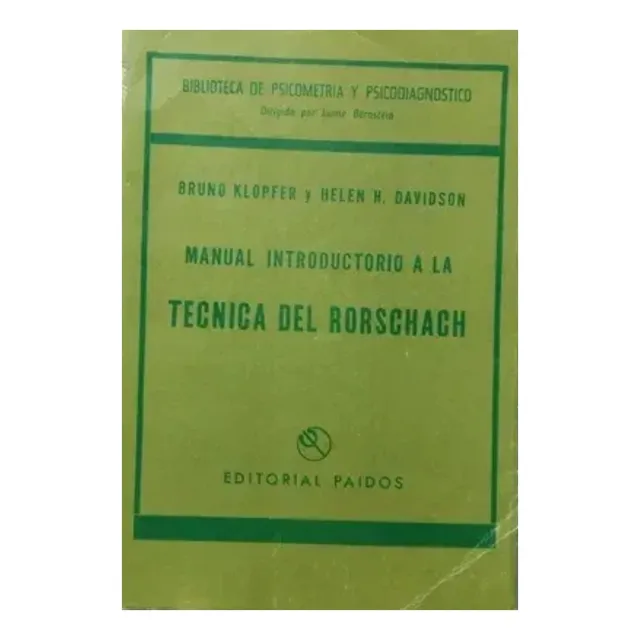 BIBLIOTECA DE PSICOMETRIA Y PSICODIAGNOSTICO
Dirigida por Jaime Bernstein
BRUNO KLOPFER y HELEN H. DAVIDSON
MANUAL INTRODUCTORIO A LA
TECNICA DEL RORSCHACH
EDITORIAL PAIDOS